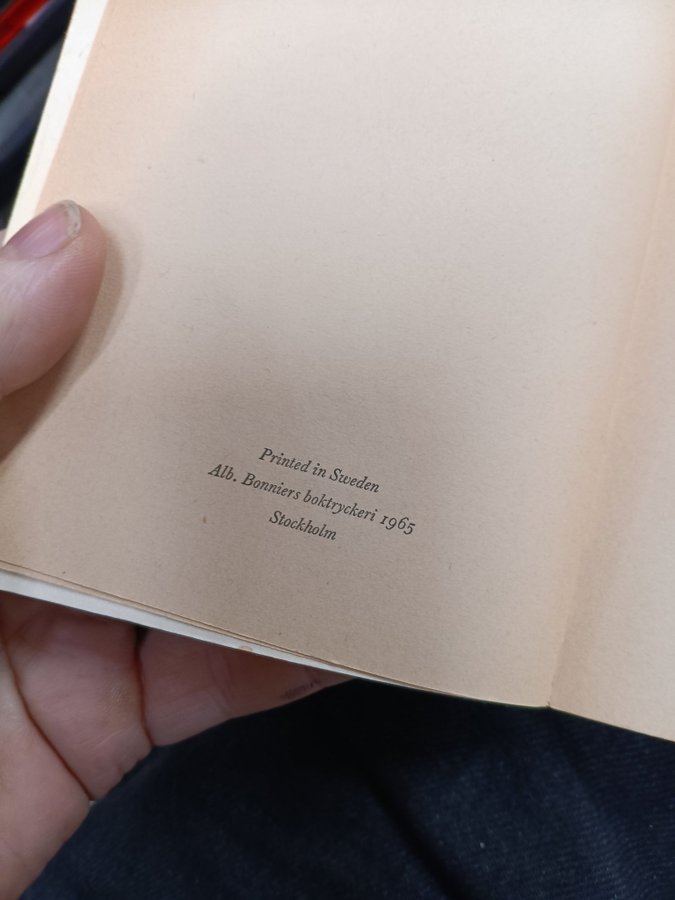 Printed in Sweden
Alb. Bonniers boktryckeri 1965
Stockholm